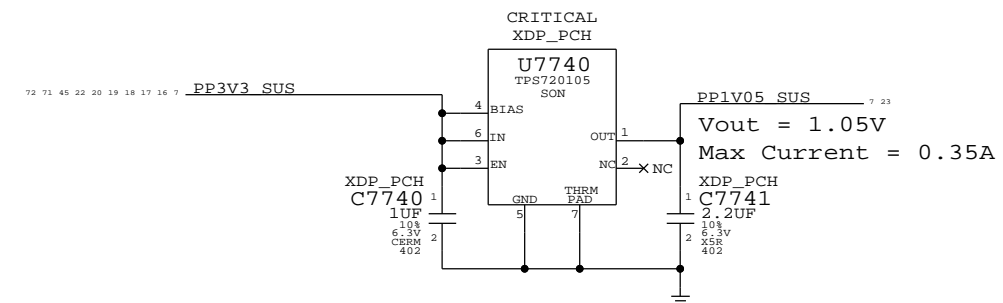 CRITICAL
XDP_PCH
U7740
TPS720105
SON
72 71 45 22 20 19 18 17 16 7 PP3V3_SUS
PP1V05_SUS 7 23
Vout = 1.05V
Max Current = 0.35A
4 BIAS
6 IN
OUT 1
3 EN
NC 2 NC
GND
THRM
PAD
5
7
XDP_PCH
C7740 1
1UF
10%
6.3V
CERM
402
2
XDP_PCH
1 C7741
2.2UF
10%
6.3V
X5R
402
2